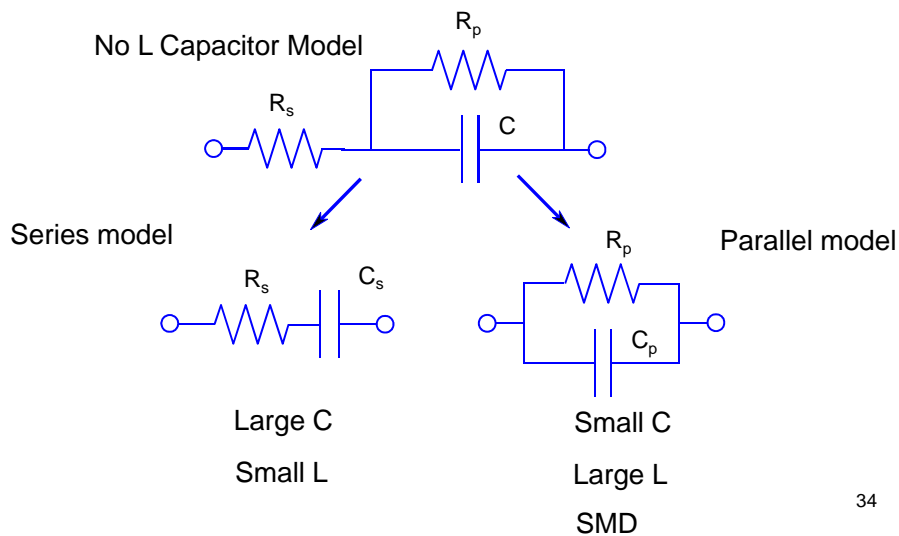 No L Capacitor Model
Rₚ
Rₛ
C
Series model
Parallel model
Rₛ
Cₛ
Rₚ
Cₚ
Large C
Small L
Small C
Large L
SMD
34